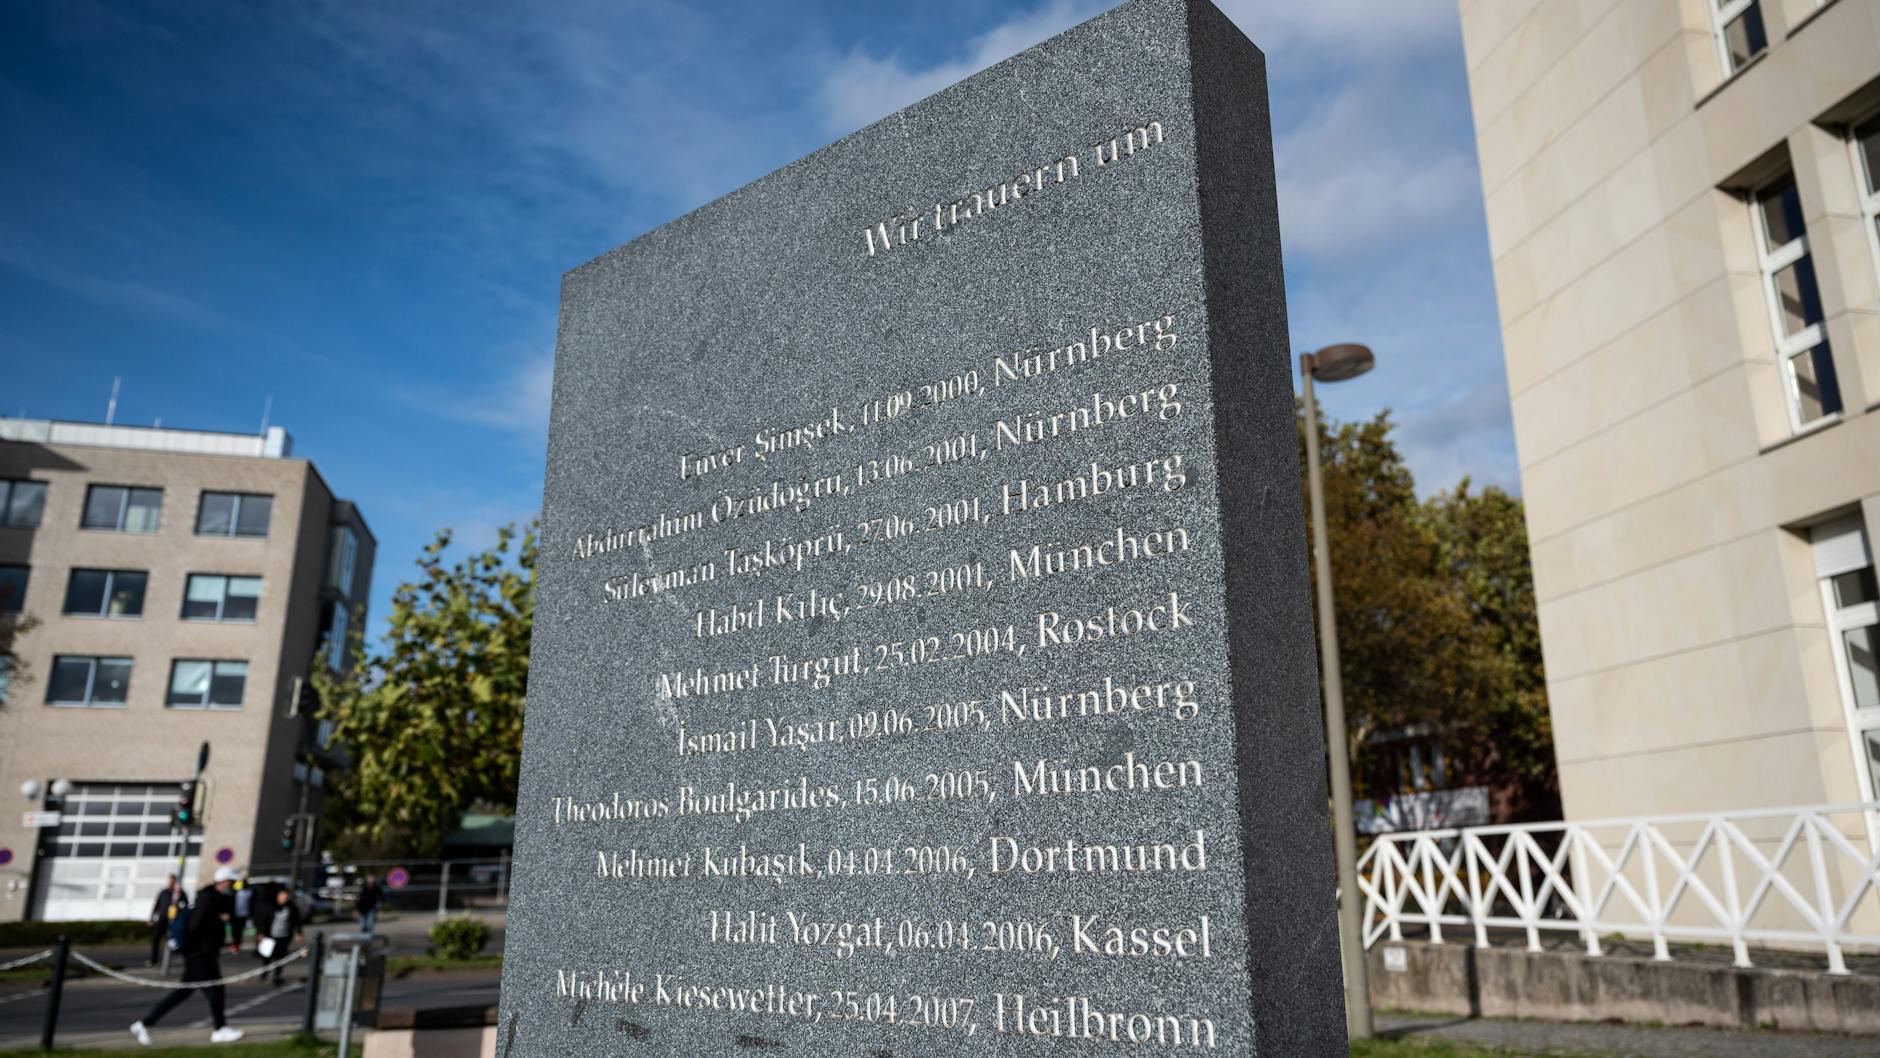 Wir trauern um
Enver Şimşek, 11.09.2000, Nürnberg
Abdurrahim Özüdoğru, 13.06.2001, Nürnberg
Süleyman Taşköprü, 27.06.2001, Hamburg
Habil Kılıç, 29.08.2001, München
Mehmet Turgut, 25.02.2004, Rostock
İsmail Yaşar, 09.06.2005, Nürnberg
Theodoros Boulgarides, 15.06.2005, München
Mehmet Kubaşık, 04.04.2006, Dortmund
Halit Yozgat, 06.04.2006, Kassel
Michèle Kiesewetter, 25.04.2007, Heilbronn